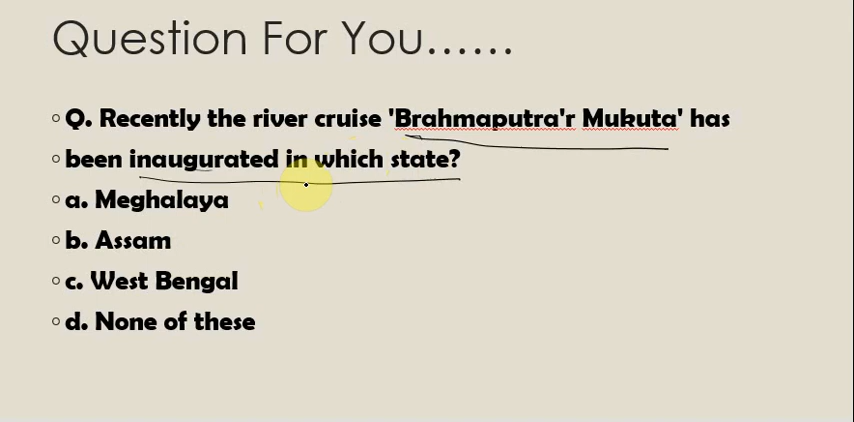 Question For You......
Q. Recently the river cruise 'Brahmaputra'r Mukuta' has
been inaugurated in which state?
a. Meghalaya
b. Assam
c. West Bengal
d. None of these